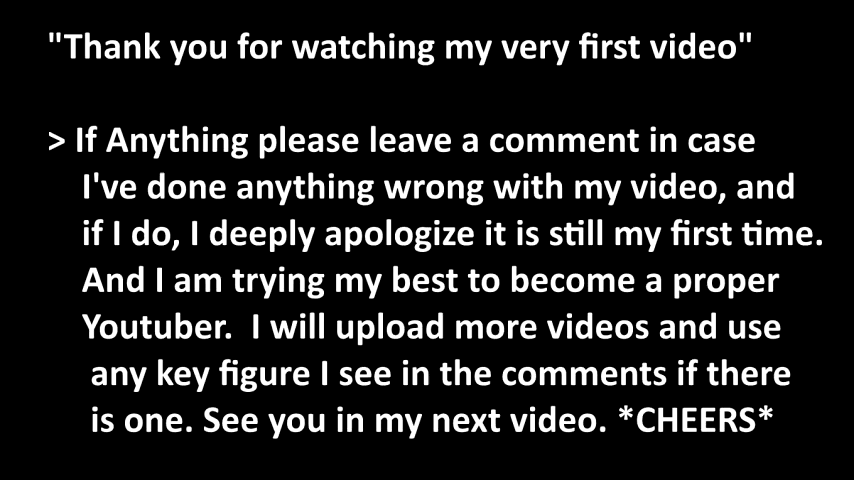 "Thank you for watching my very first video"
> If Anything please leave a comment in case
I've done anything wrong with my video, and
if I do, I deeply apologize it is still my first time.
And I am trying my best to become a proper
Youtuber. I will upload more videos and use
any key figure I see in the comments if there
is one. See you in my next video. *CHEERS*